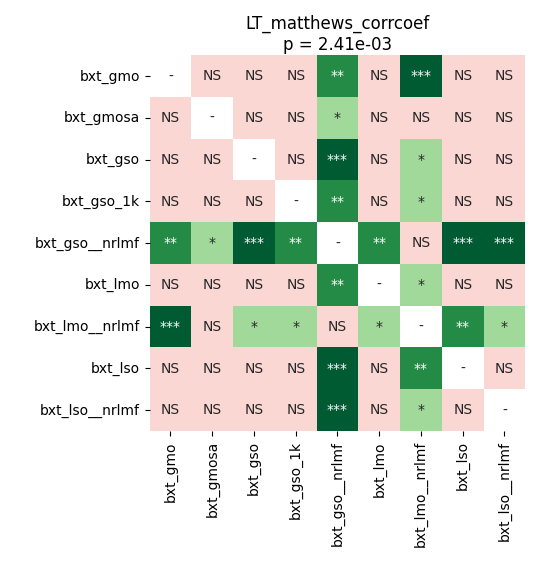 LT_matthews_corrcoef
p = 2.41e-03
bxt_gmo - NS NS NS ** NS *** NS NS
bxt_gmosa NS - NS NS * NS NS NS NS
bxt_gso NS NS - NS *** NS * NS NS
bxt_gso_1k NS NS NS - ** NS * NS NS
bxt_gso__nrlmf ** * *** ** - ** NS *** ***
bxt_lmo NS NS NS NS ** - * NS NS
bxt_lmo__nrlmf *** NS * * NS * - ** *
bxt_lso NS NS NS NS *** NS ** - NS
bxt_lso__nrlmf NS NS NS NS *** NS * NS -
bxt_gmo
bxt_gmosa
bxt_gso
bxt_gso_1k
bxt_gso__nrlmf
bxt_lmo
bxt_lmo__nrlmf
bxt_lso
bxt_lso__nrlmf